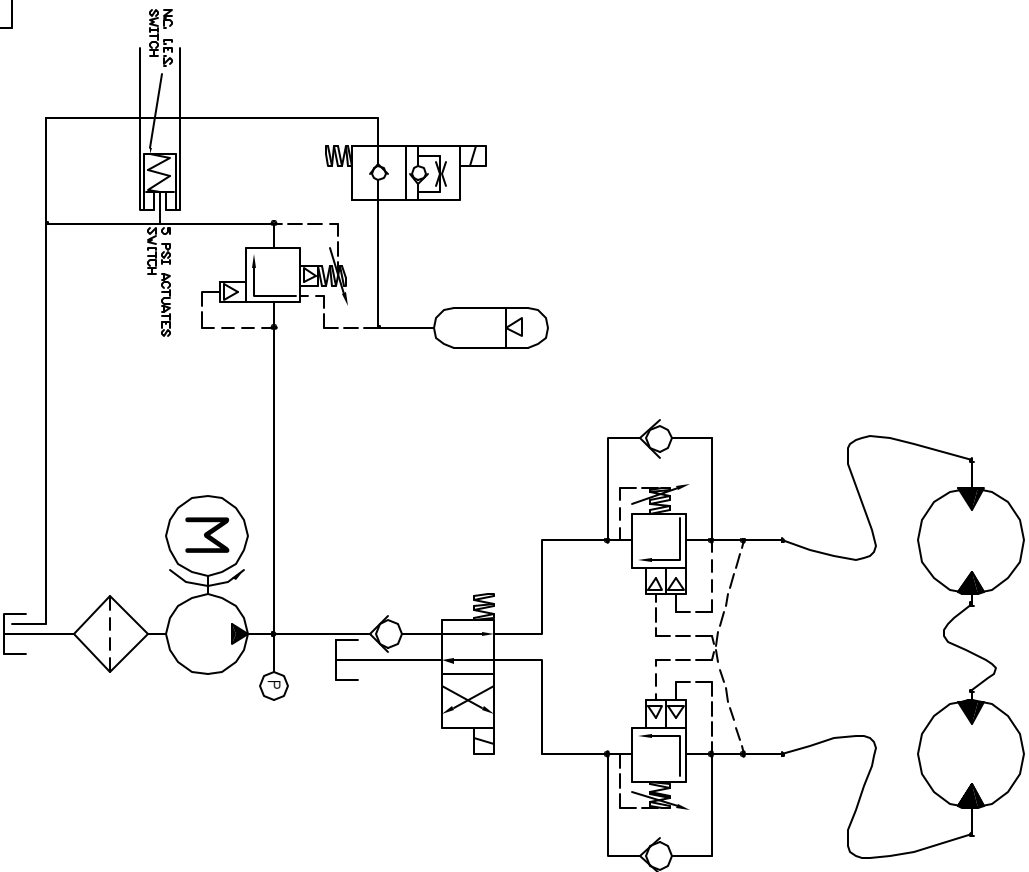 N.C. L.S.
SWITCH
5 PSI ACTUATES
SWITCH
M
P